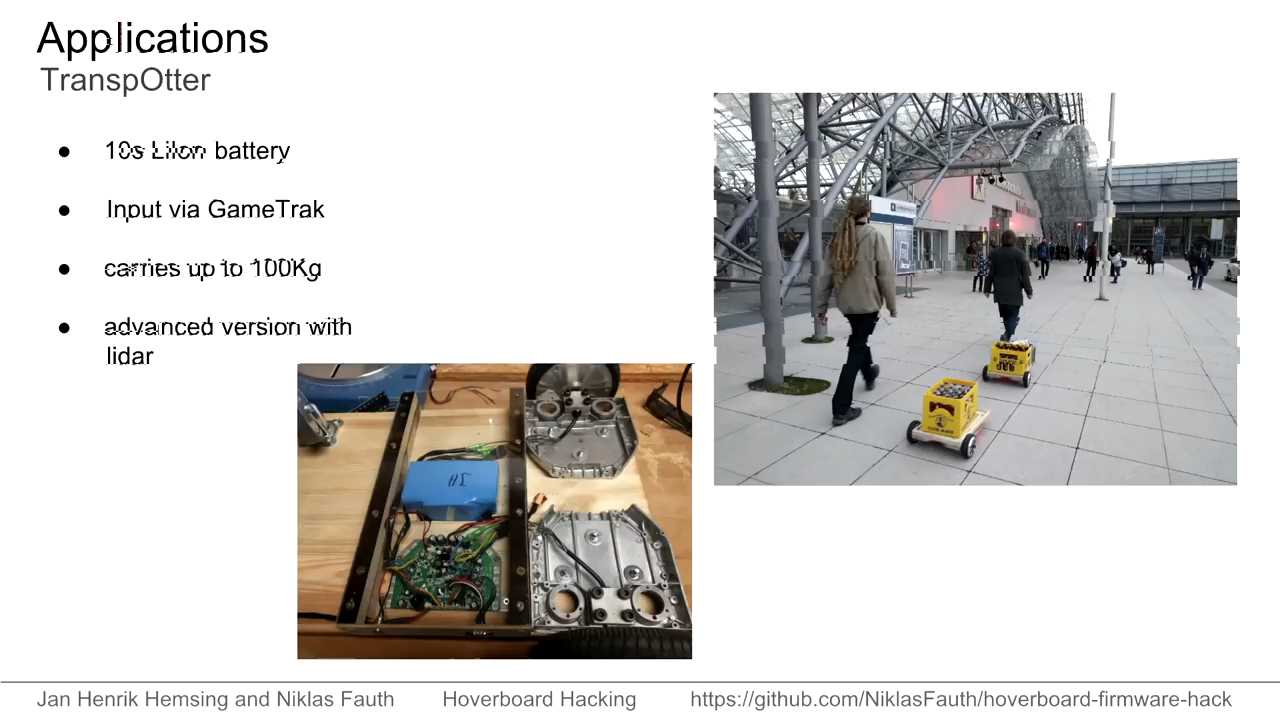 Applications
TranspOtter
● 10s LiIon battery
● Input via GameTrak
● carries up to 100Kg
● advanced version with
lidar
Jan Henrik Hemsing and Niklas Fauth Hoverboard Hacking https://github.com/NiklasFauth/hoverboard-firmware-hack